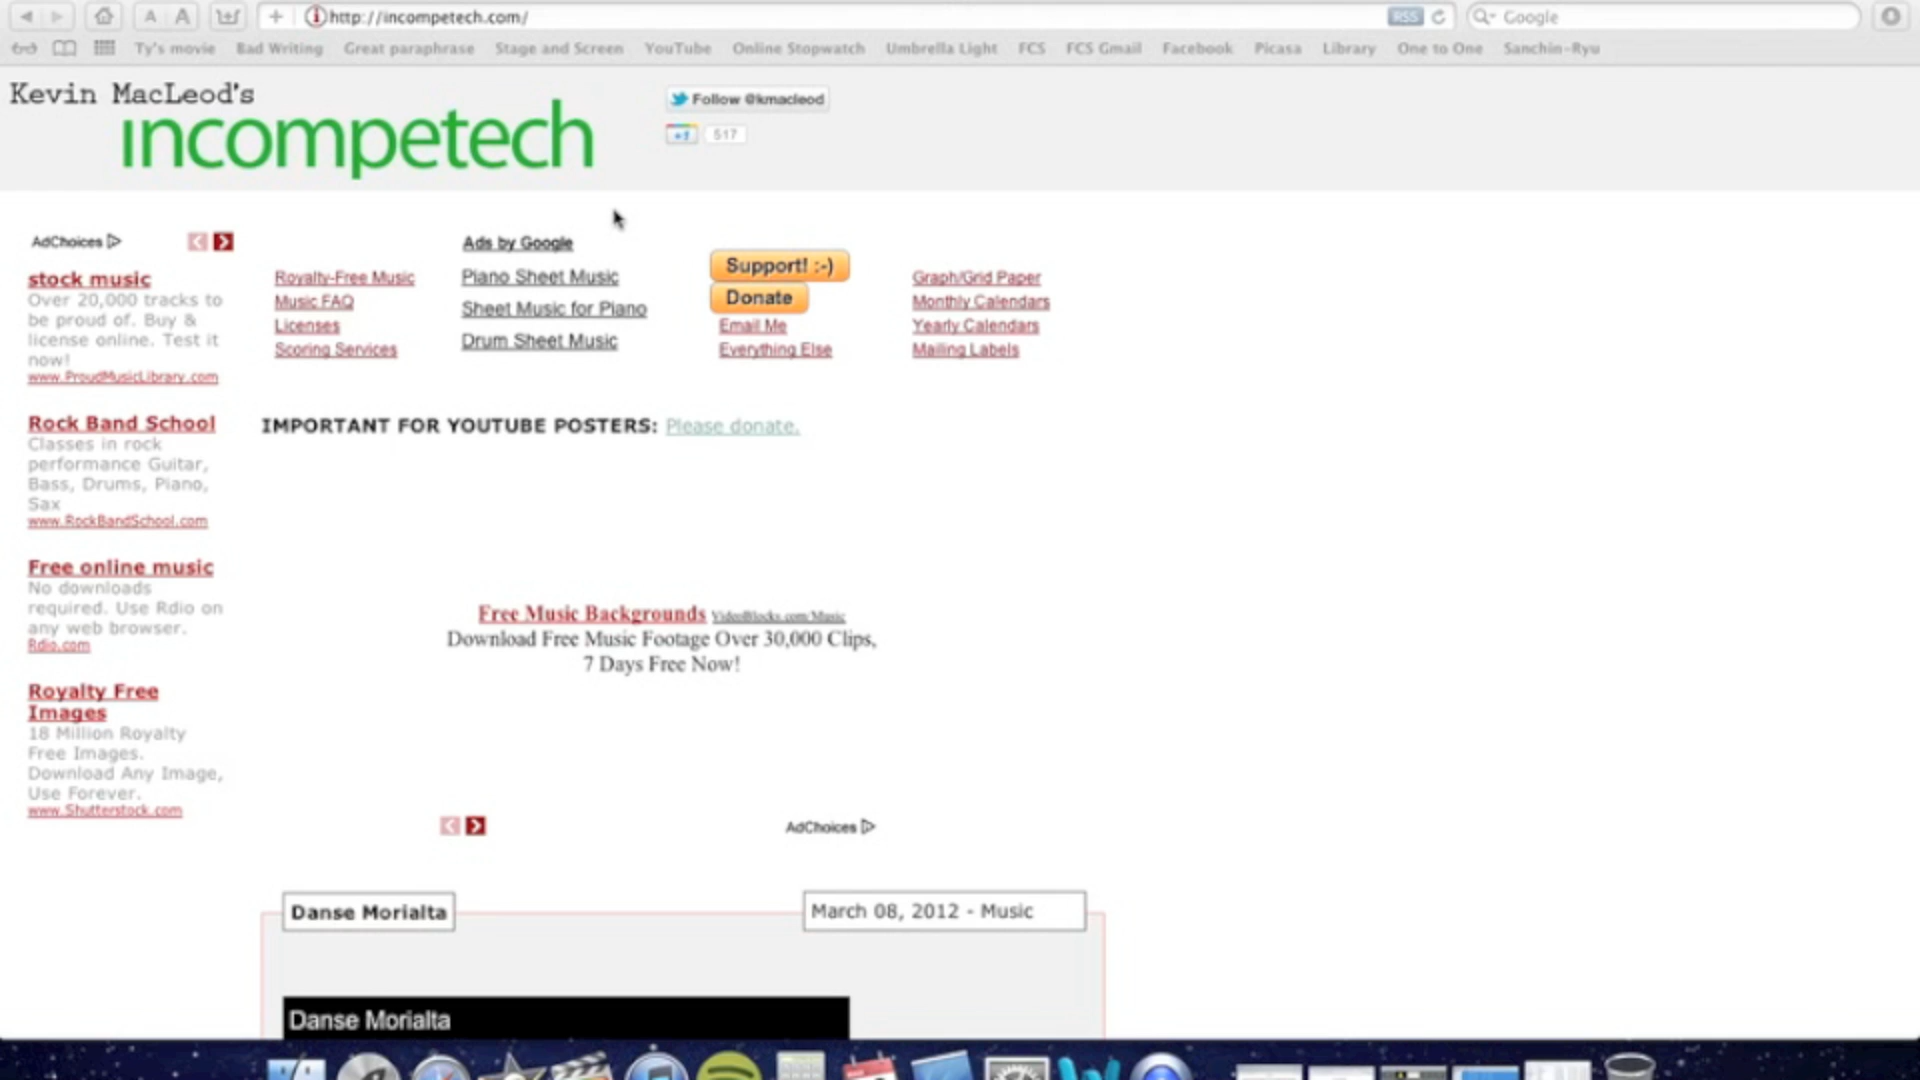 A A + http://incompetech.com/ RSS Google
Ty's movie Bad Writing Great paraphrase Stage and Screen YouTube Online Stopwatch Umbrella Light FCS FCS Gmail Facebook Picasa Library One to One Sanchin-Ryu
Kevin MacLeod's
incompetech
Follow @kmacleod
+1 517
AdChoices
stock music
Over 20,000 tracks to
be proud of. Buy &
license online. Test it
now!
www.ProudMusicLibrary.com
Rock Band School
Classes in rock
performance Guitar,
Bass, Drums, Piano,
Sax
www.RockBandSchool.com
Free online music
No downloads
required. Use Rdio on
any web browser.
Rdio.com
Royalty Free
Images
18 Million Royalty
Free Images.
Download Any Image,
Use Forever.
www.Shutterstock.com
Royalty-Free Music
Music FAQ
Licenses
Scoring Services
Ads by Google
Piano Sheet Music
Sheet Music for Piano
Drum Sheet Music
Support! :-)
Donate
Email Me
Everything Else
Graph/Grid Paper
Monthly Calendars
Yearly Calendars
Mailing Labels
IMPORTANT FOR YOUTUBE POSTERS: Please donate.
Free Music Backgrounds VideoBlocks.com/Music
Download Free Music Footage Over 30,000 Clips,
7 Days Free Now!
AdChoices
Danse Morialta
March 08, 2012 - Music
Danse Morialta